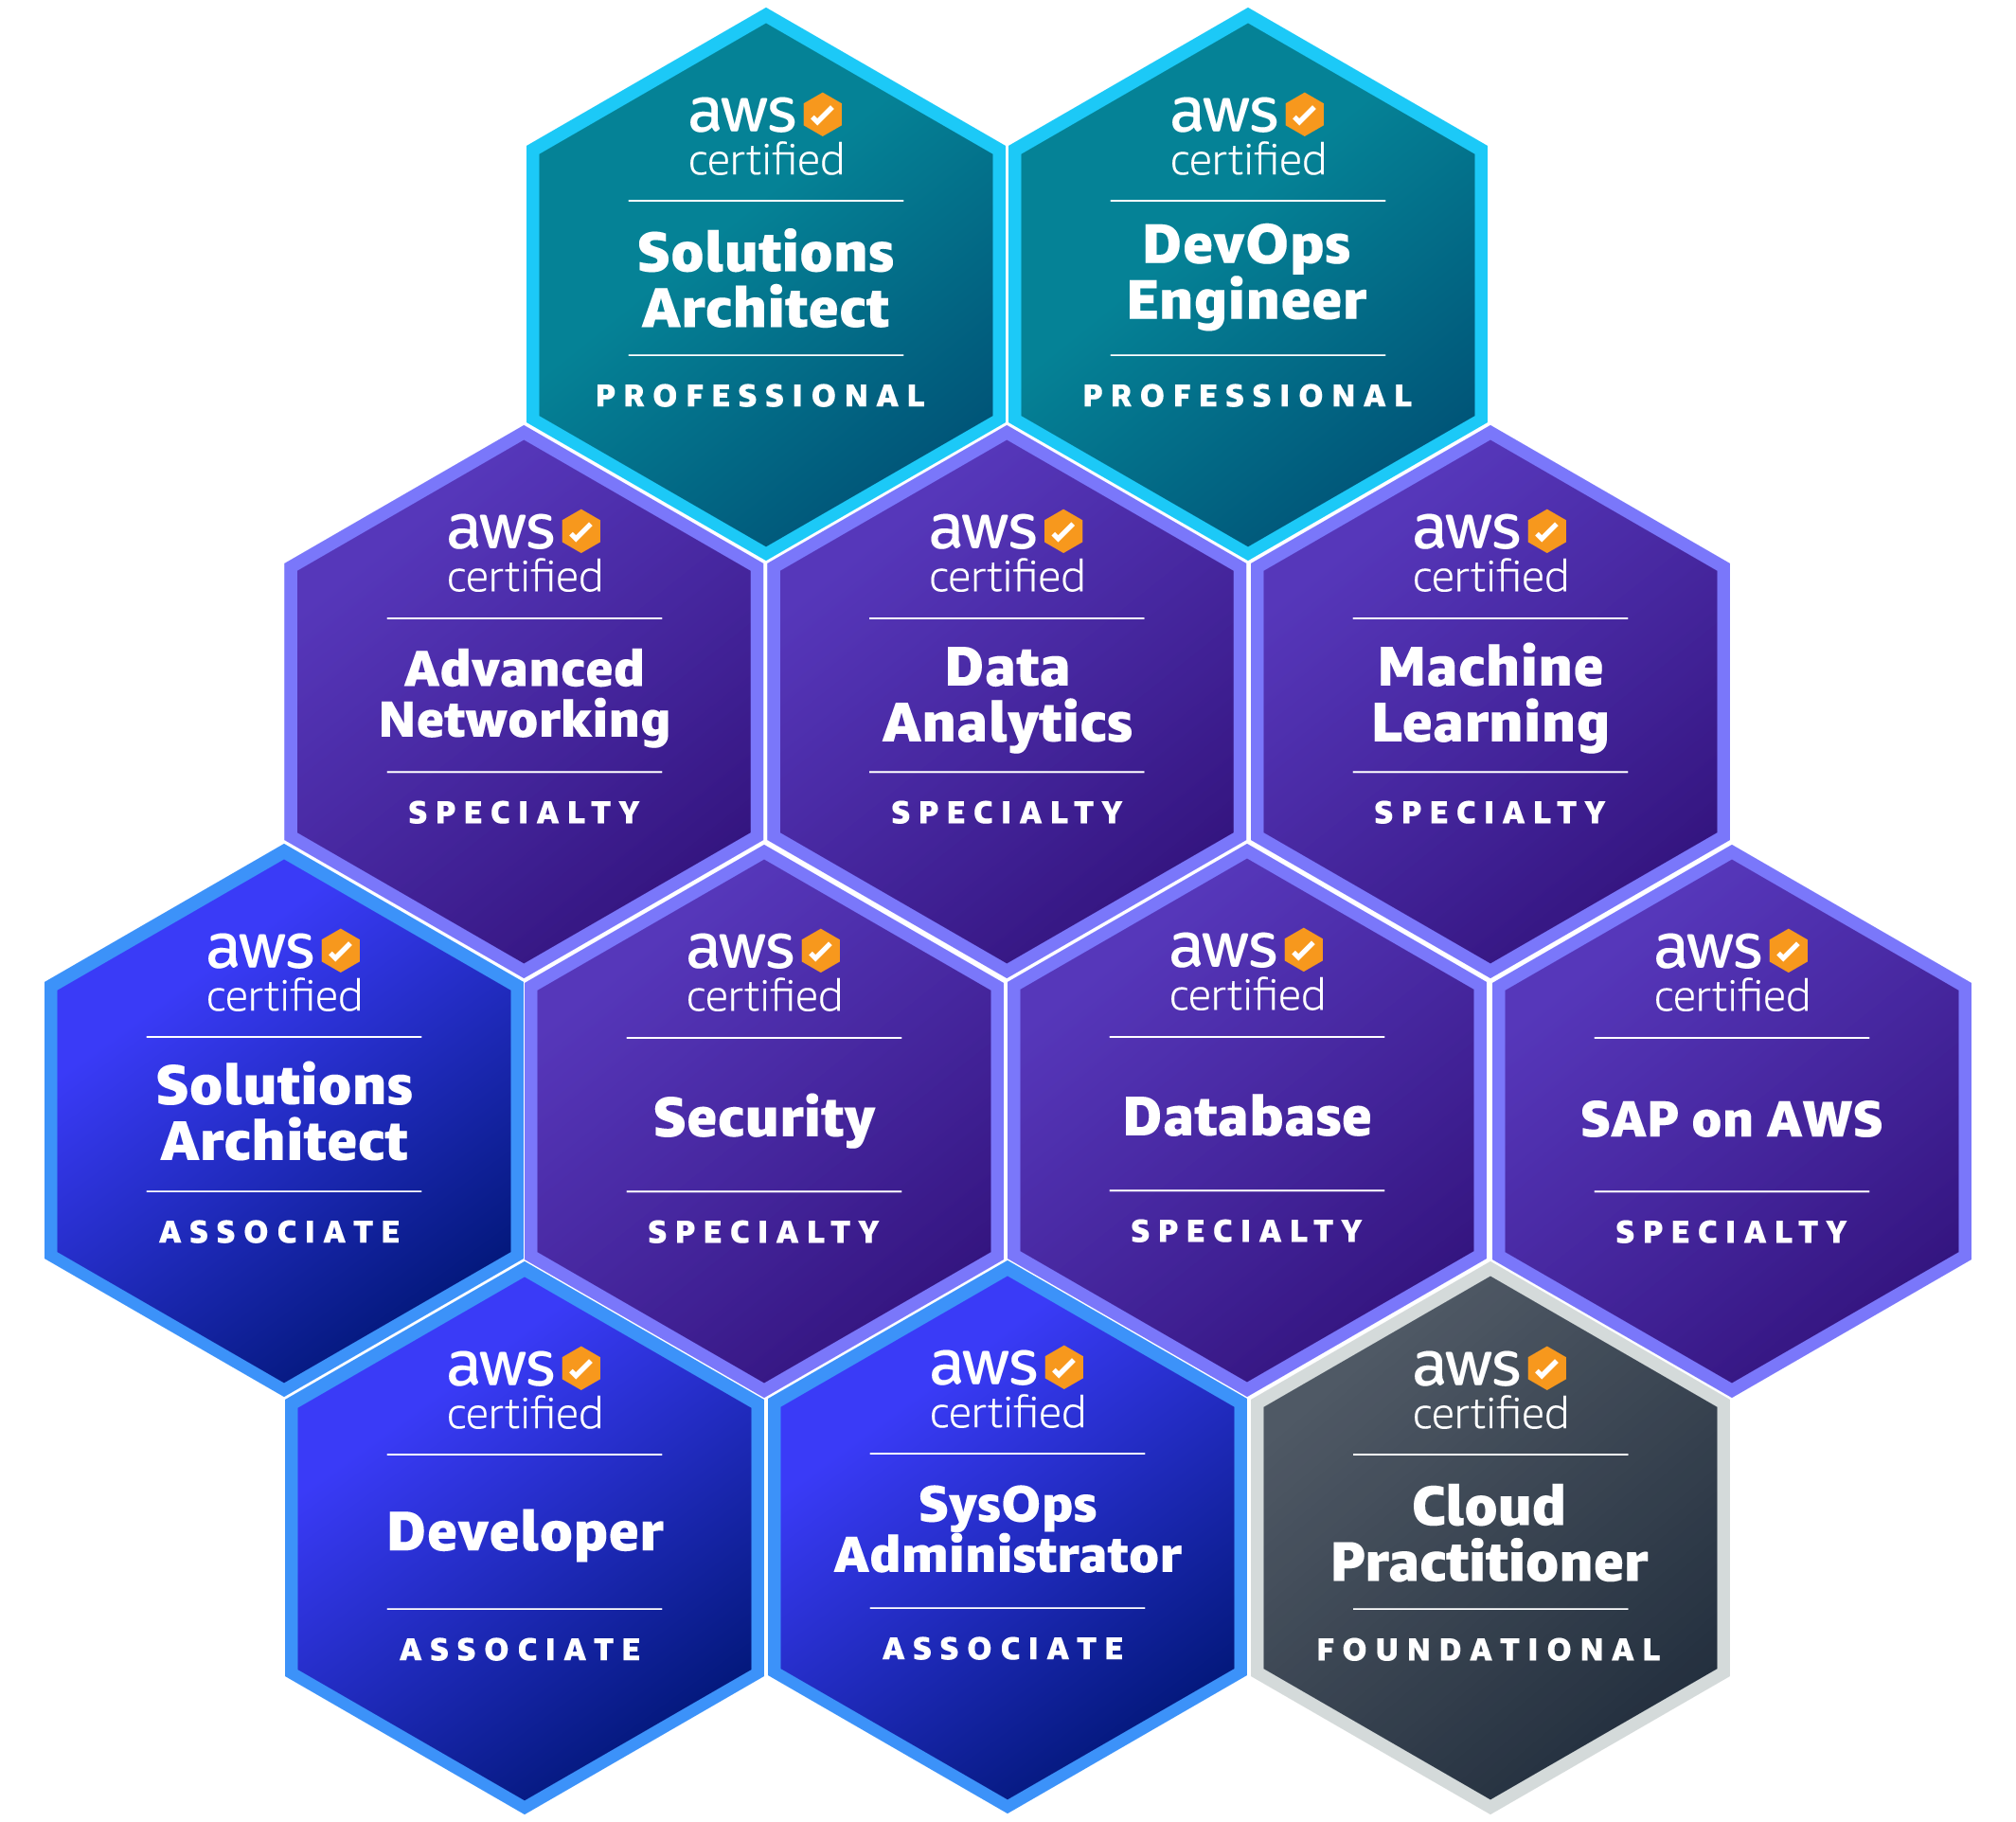 aws
certified
Solutions
Architect
PROFESSIONAL
aws
certified
DevOps
Engineer
PROFESSIONAL
aws
certified
Advanced
Networking
SPECIALTY
aws
certified
Data
Analytics
SPECIALTY
aws
certified
Machine
Learning
SPECIALTY
aws
certified
Solutions
Architect
ASSOCIATE
aws
certified
Security
SPECIALTY
aws
certified
Database
SPECIALTY
aws
certified
SAP on AWS
SPECIALTY
aws
certified
Developer
ASSOCIATE
aws
certified
SysOps
Administrator
ASSOCIATE
aws
certified
Cloud
Practitioner
FOUNDATIONAL